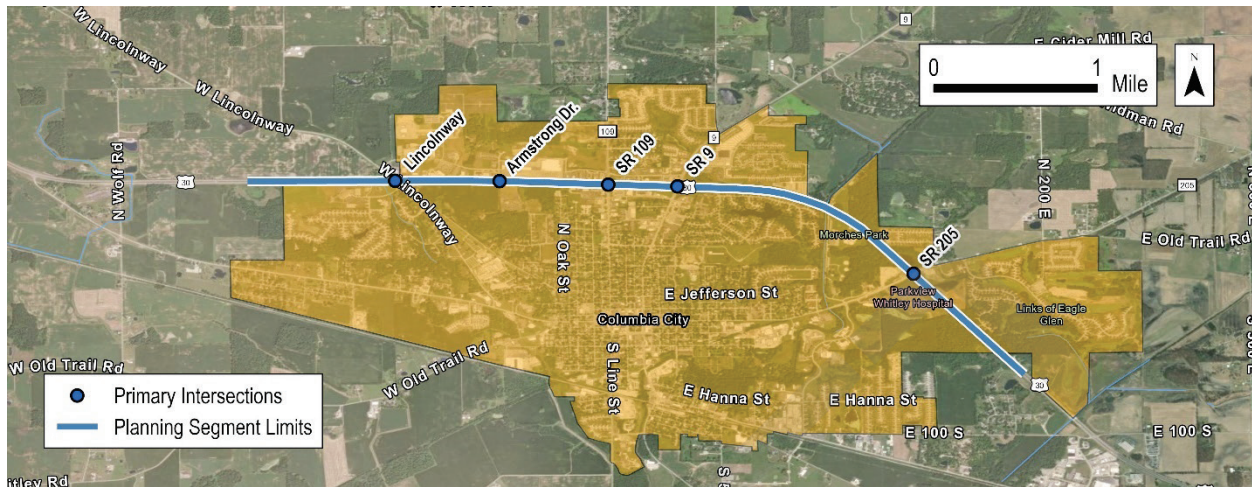 W Lincolnway
W Lincolnway
N Wolf Rd
30
Lincolnway
W Lincolnway
Armstrong Dr.
109
SR 109
9
SR 9
30
9
E Cider Mill Rd
0 1
Mile
N
N 200 E
205
E Old Trail Rd
Morches Park
SR 205
Parkview
Whitley Hospital
Links of Eagle
Glen
N Oak St
E Jefferson St
Columbia City
S Line St
W Old Trail Rd
W Old Trail Rd
E Hanna St
E Hanna St
30
E 100 S
E 100 S
Primary Intersections
Planning Segment Limits